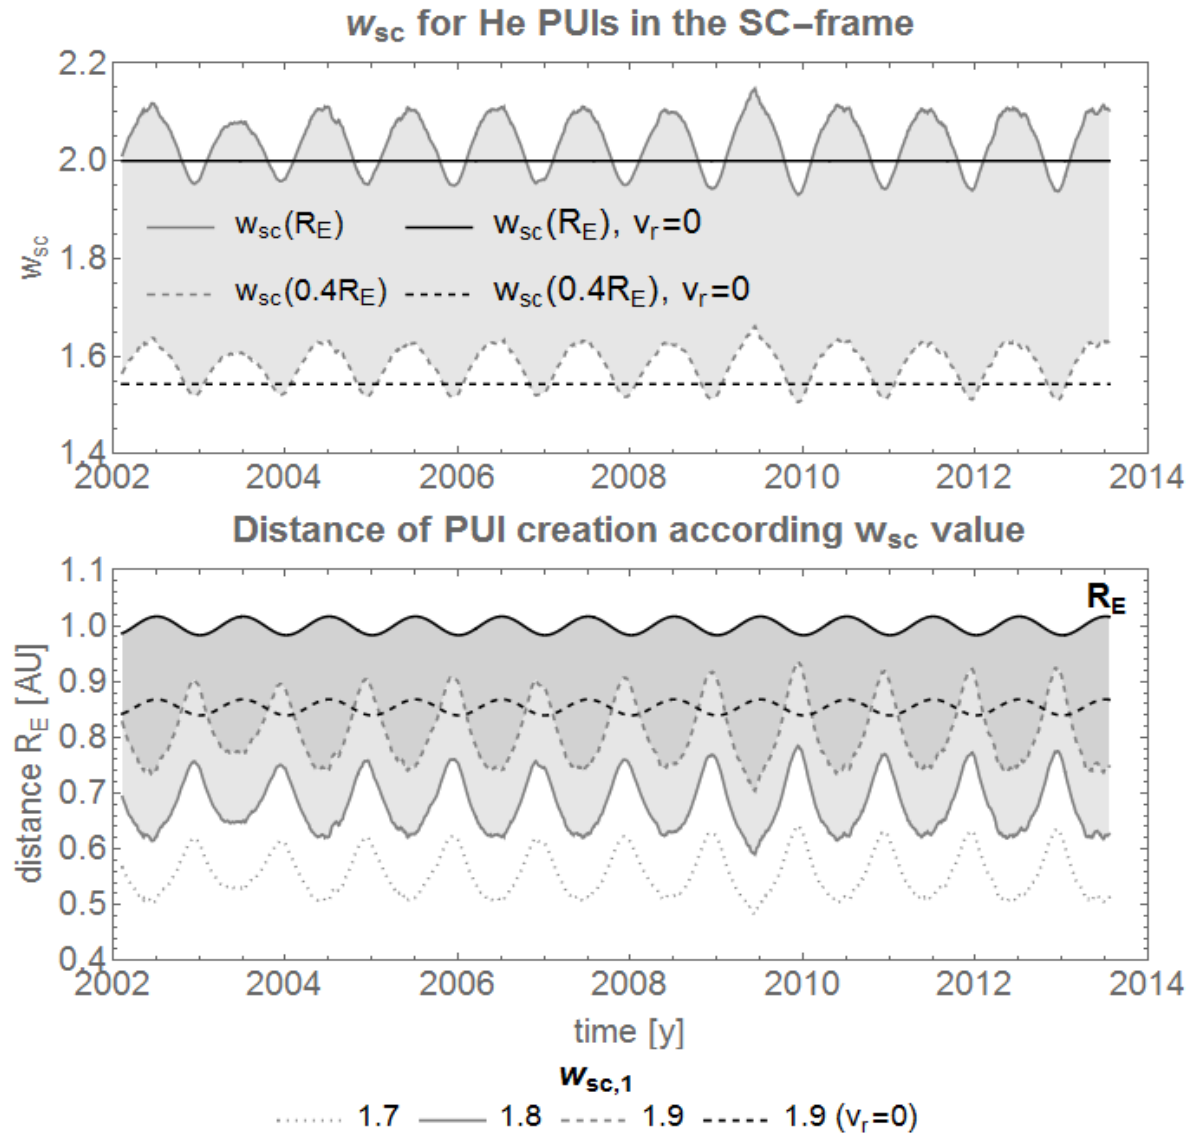 w_sc for He PUIs in the SC−frame
2.2
2.0
1.8
1.6
1.4
w_sc
w_sc(R_E)
w_sc(R_E), v_r=0
w_sc(0.4R_E)
w_sc(0.4R_E), v_r=0
2002 2004 2006 2008 2010 2012 2014
Distance of PUI creation according w_sc value
1.1
1.0
0.9
0.8
0.7
0.6
0.5
0.4
distance R_E [AU]
R_E
2002 2004 2006 2008 2010 2012 2014
time [y]
w_sc,1
1.7 1.8 1.9 1.9 (v_r=0)